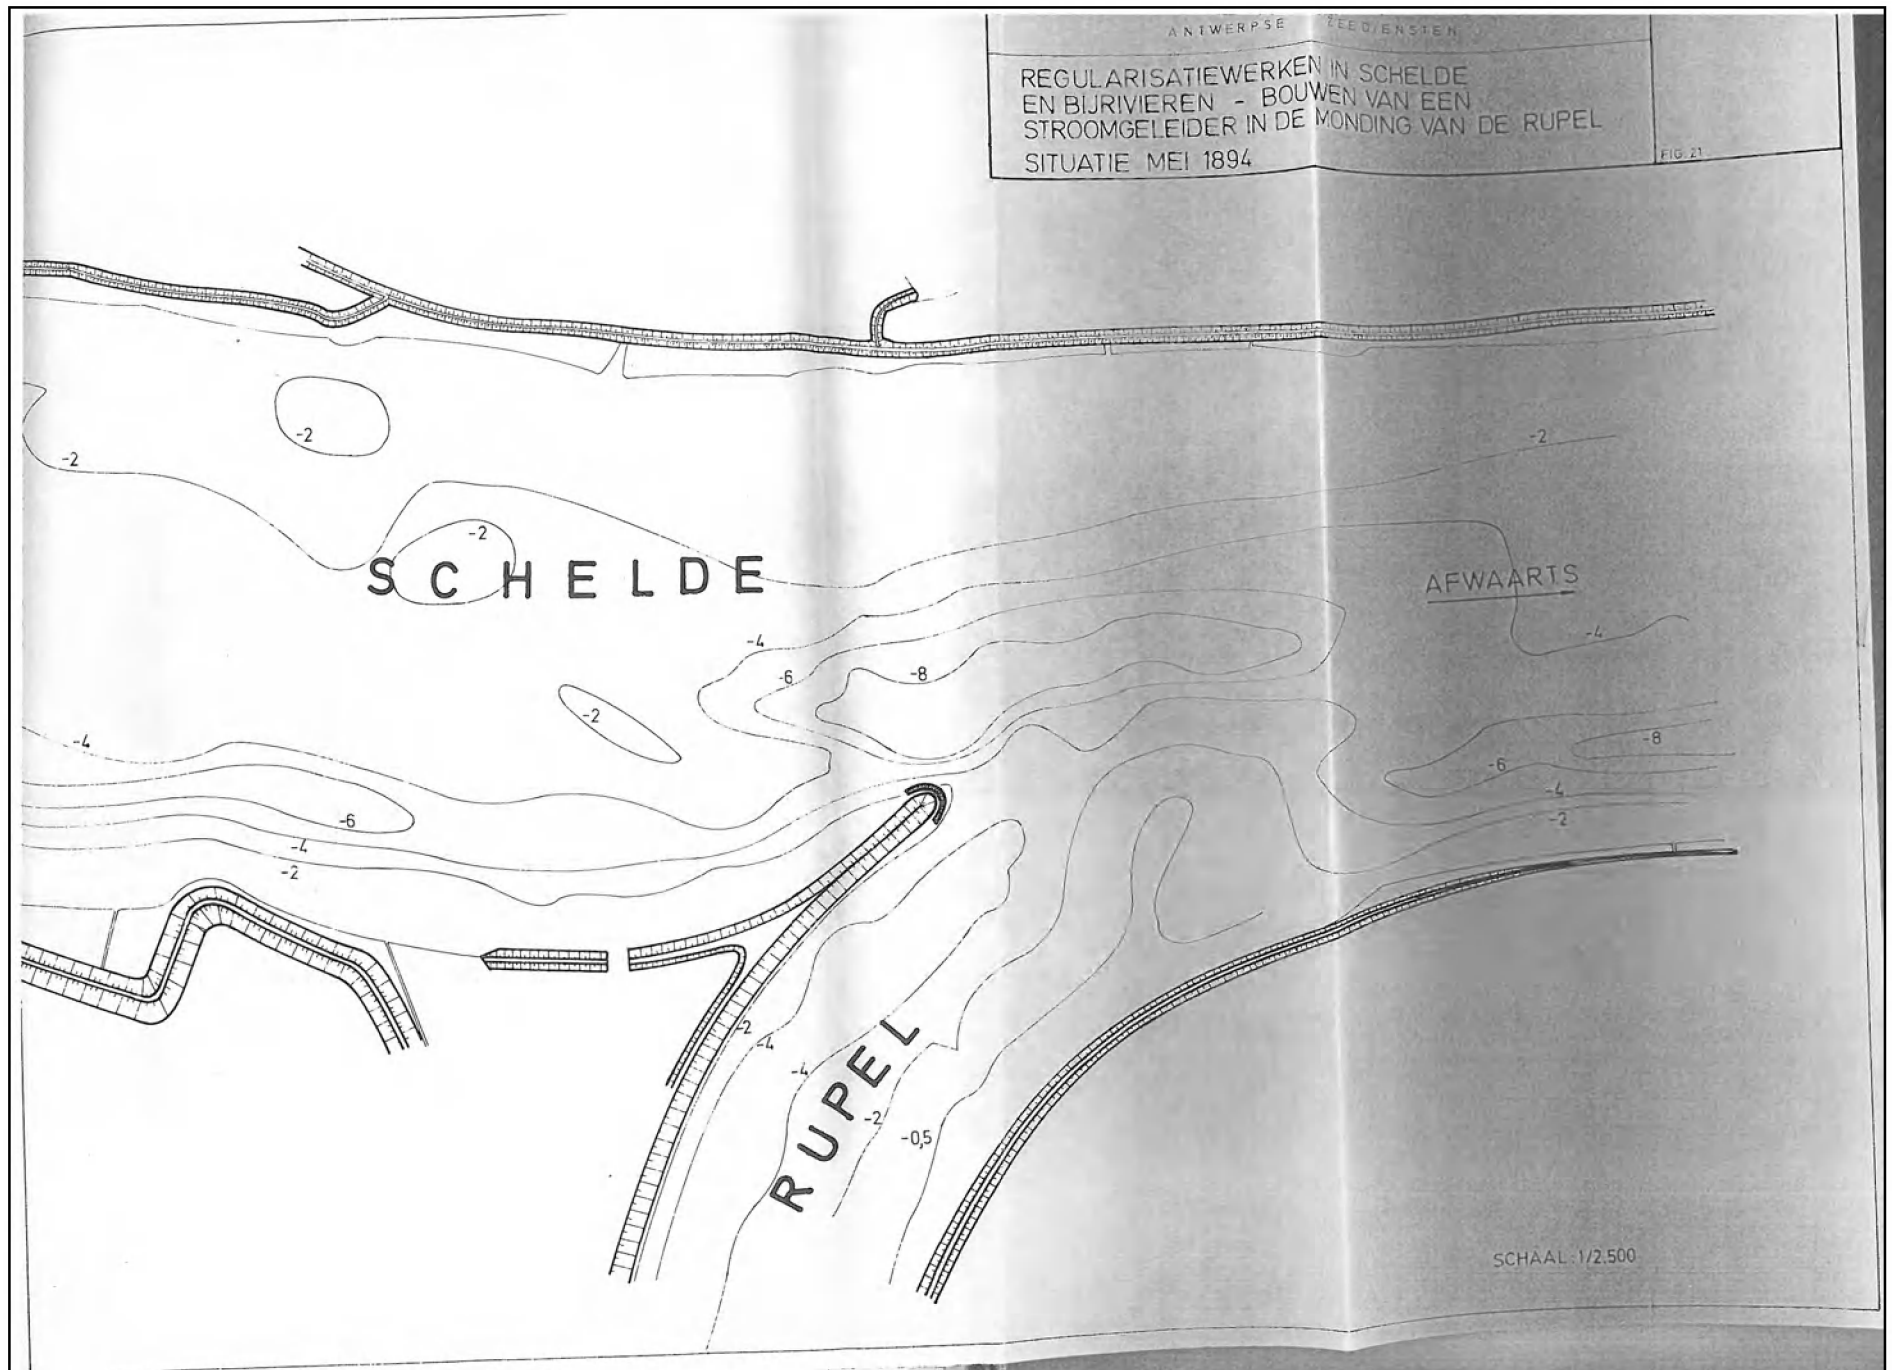 ANTWERPSE ZEEDIENSTEN
REGULARISATIEWERKEN IN SCHELDE
EN BIJRIVIEREN - BOUWEN VAN EEN
STROOMGELEIDER IN DE MONDING VAN DE RUPEL
SITUATIE MEI 1894
FIG. 21
-2
-2
-2
-2
SCHELDE
AFWAARTS
-4
-4
-6
-8
-2
-4
-8
-6
-4
-6
-2
-4
-2
-2
-4
-4
RUPEL
-2
-0,5
SCHAAL : 1/2.500